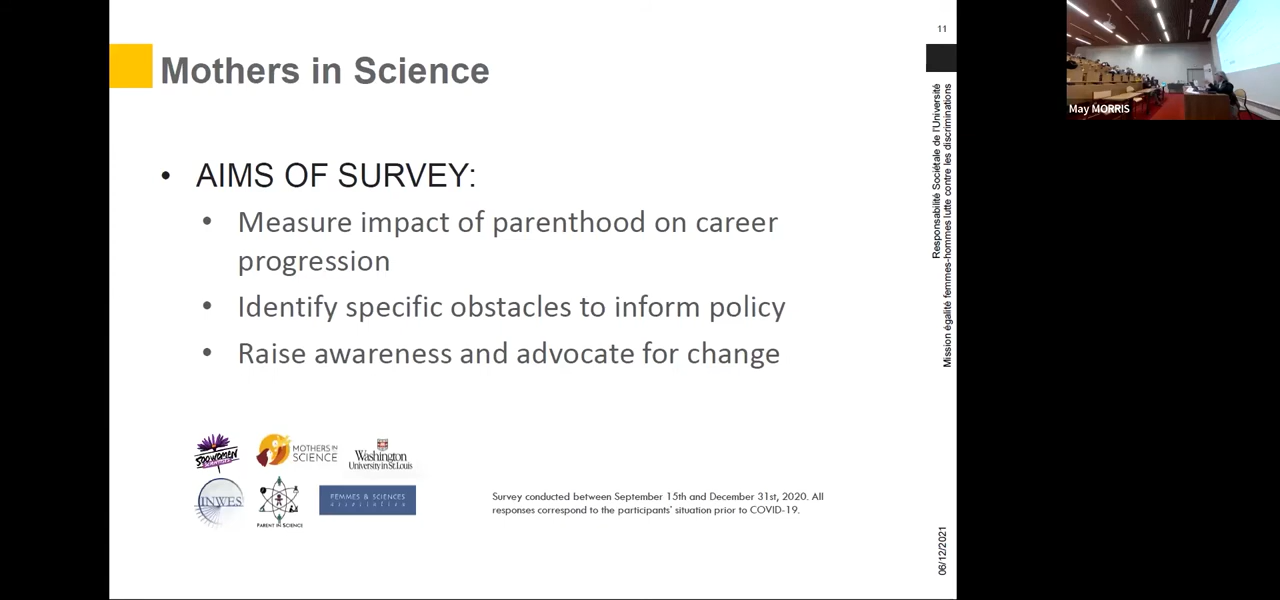 11
Mothers in Science
• AIMS OF SURVEY:
• Measure impact of parenthood on career
progression
• Identify specific obstacles to inform policy
• Raise awareness and advocate for change
500 WOMEN
SCIENTISTS
MOTHERS IN
SCIENCE
Washington
University in St. Louis
INWES
PARENT IN SCIENCE
FEMMES & SCIENCES
association
Survey conducted between September 15th and December 31st, 2020. All
responses correspond to the participants' situation prior to COVID-19.
Responsabilité Sociétale de l'Université
Mission égalité femmes-hommes lutte contre les discriminations
06/12/2021
May MORRIS